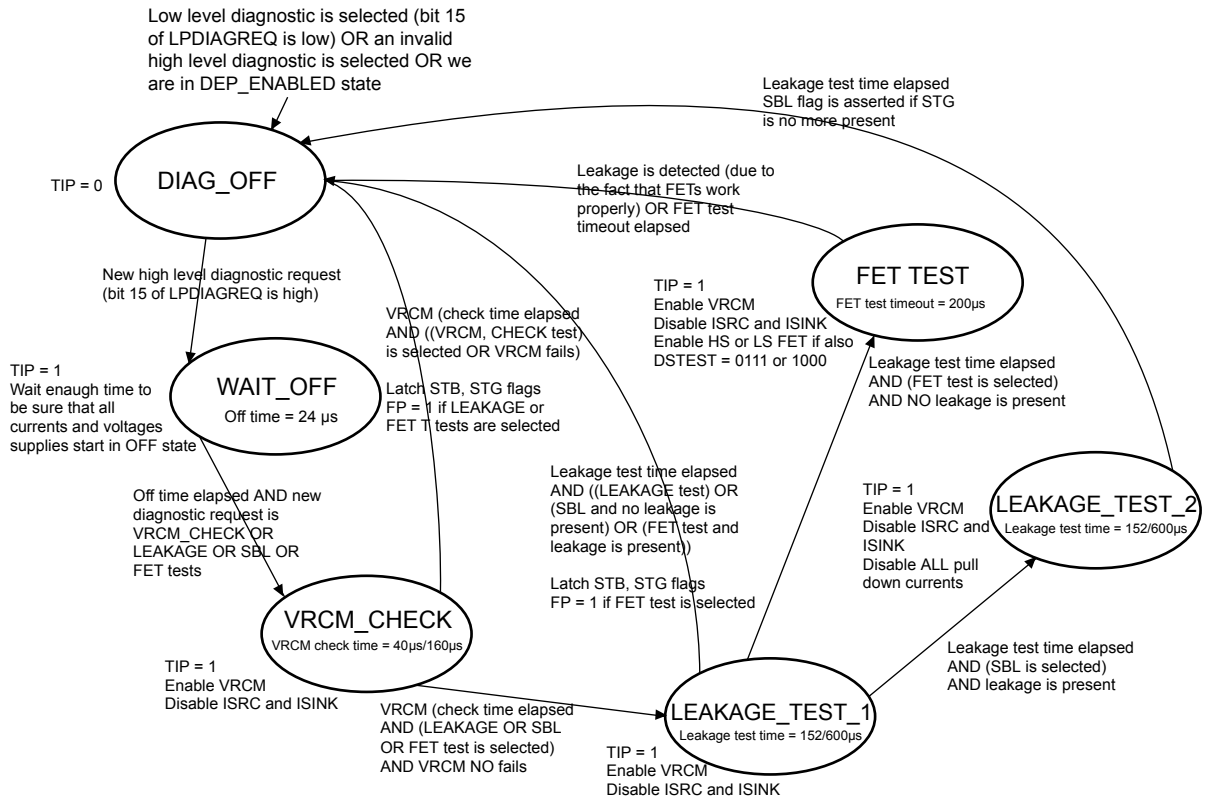 Low level diagnostic is selected (bit 15
of LPDIAGREQ is low) OR an invalid
high level diagnostic is selected OR we
are in DEP_ENABLED state
Leakage test time elapsed
SBL flag is asserted if STG
is no more present
TIP = 0
DIAG_OFF
Leakage is detected (due to
the fact that FETs work
properly) OR FET test
timeout elapsed
New high level diagnostic request
(bit 15 of LPDIAGREQ is high)
TIP = 1
Enable VRCM
Disable ISRC and ISINK
Enable HS or LS FET if also
DSTEST = 0111 or 1000
FET TEST
FET test timeout = 200µs
VRCM (check time elapsed
AND ((VRCM, CHECK test)
is selected OR VRCM fails)
Latch STB, STG flags
FP = 1 if LEAKAGE or
FET T tests are selected
TIP = 1
Wait enaugh time to
be sure that all
currents and voltages
supplies start in OFF state
WAIT_OFF
Off time = 24 µs
Leakage test time elapsed
AND (FET test is selected)
AND NO leakage is present
Off time elapsed AND new
diagnostic request is
VRCM_CHECK OR
LEAKAGE OR SBL OR
FET tests
Leakage test time elapsed
AND ((LEAKAGE test) OR
(SBL and no leakage is
present) OR (FET test and
leakage is present))
Latch STB, STG flags
FP = 1 if FET test is selected
TIP = 1
Enable VRCM
Disable ISRC and
ISINK
Disable ALL pull
down currents
LEAKAGE_TEST_2
Leakage test time = 152/600µs
VRCM_CHECK
VRCM check time = 40µs/160µs
TIP = 1
Enable VRCM
Disable ISRC and ISINK
Leakage test time elapsed
AND (SBL is selected)
AND leakage is present
VRCM (check time elapsed
AND (LEAKAGE OR SBL
OR FET test is selected)
AND VRCM NO fails
LEAKAGE_TEST_1
Leakage test time = 152/600µs
TIP = 1
Enable VRCM
Disable ISRC and ISINK